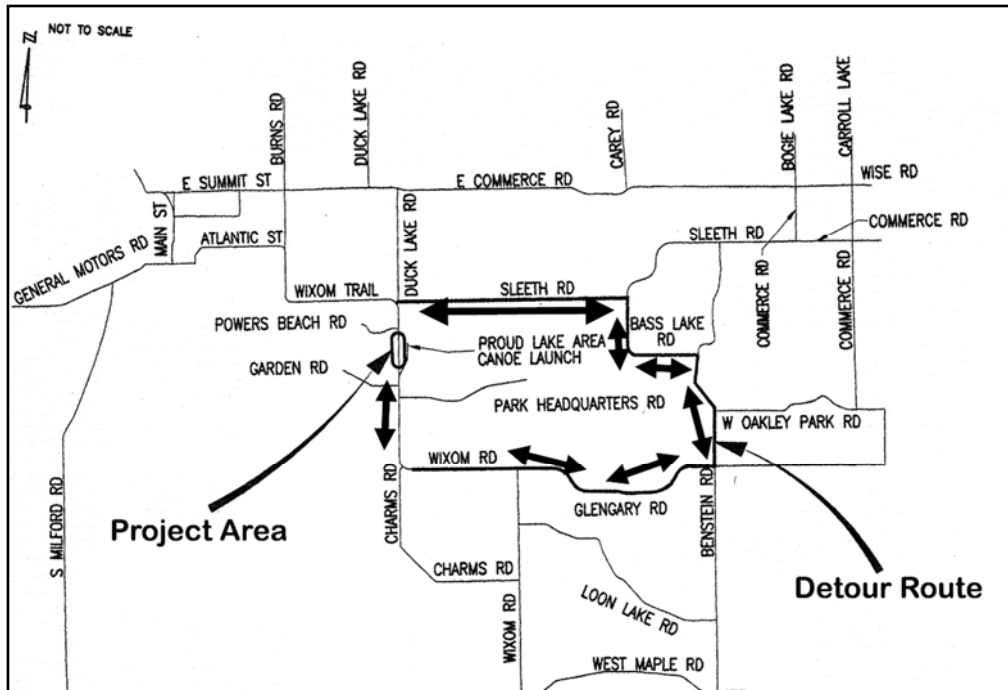 NOT TO SCALE
N
BURNS RD
DUCK LAKE RD
CAREY RD
BOGIE LAKE RD
CARROLL LAKE
E SUMMIT ST
E COMMERCE RD
WISE RD
MAIN ST
ATLANTIC ST
DUCK LAKE RD
SLEETH RD
COMMERCE RD
GENERAL MOTORS RD
COMMERCE RD
COMMERCE RD
WIXOM TRAIL
SLEETH RD
POWERS BEACH RD
PROUD LAKE AREA
CANOE LAUNCH
BASS LAKE
RD
GARDEN RD
PARK HEADQUARTERS RD
W OAKLEY PARK RD
WIXOM RD
S MILFORD RD
Project Area
CHARMS RD
GLENGARY RD
BENSTEIN RD
CHARMS RD
Detour Route
LOON LAKE RD
WIXOM RD
WEST MAPLE RD